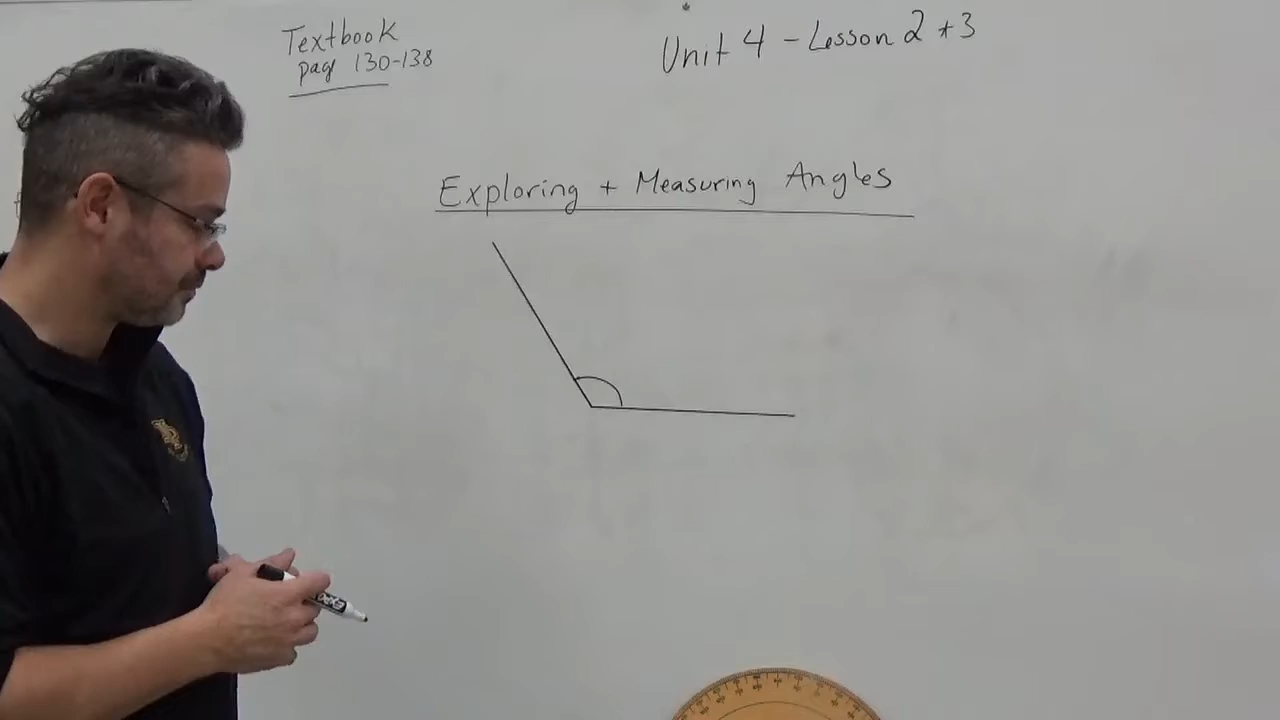 Textbook
pag 130-138
Unit 4 - Lesson 2 + 3
Exploring + Measuring Angles